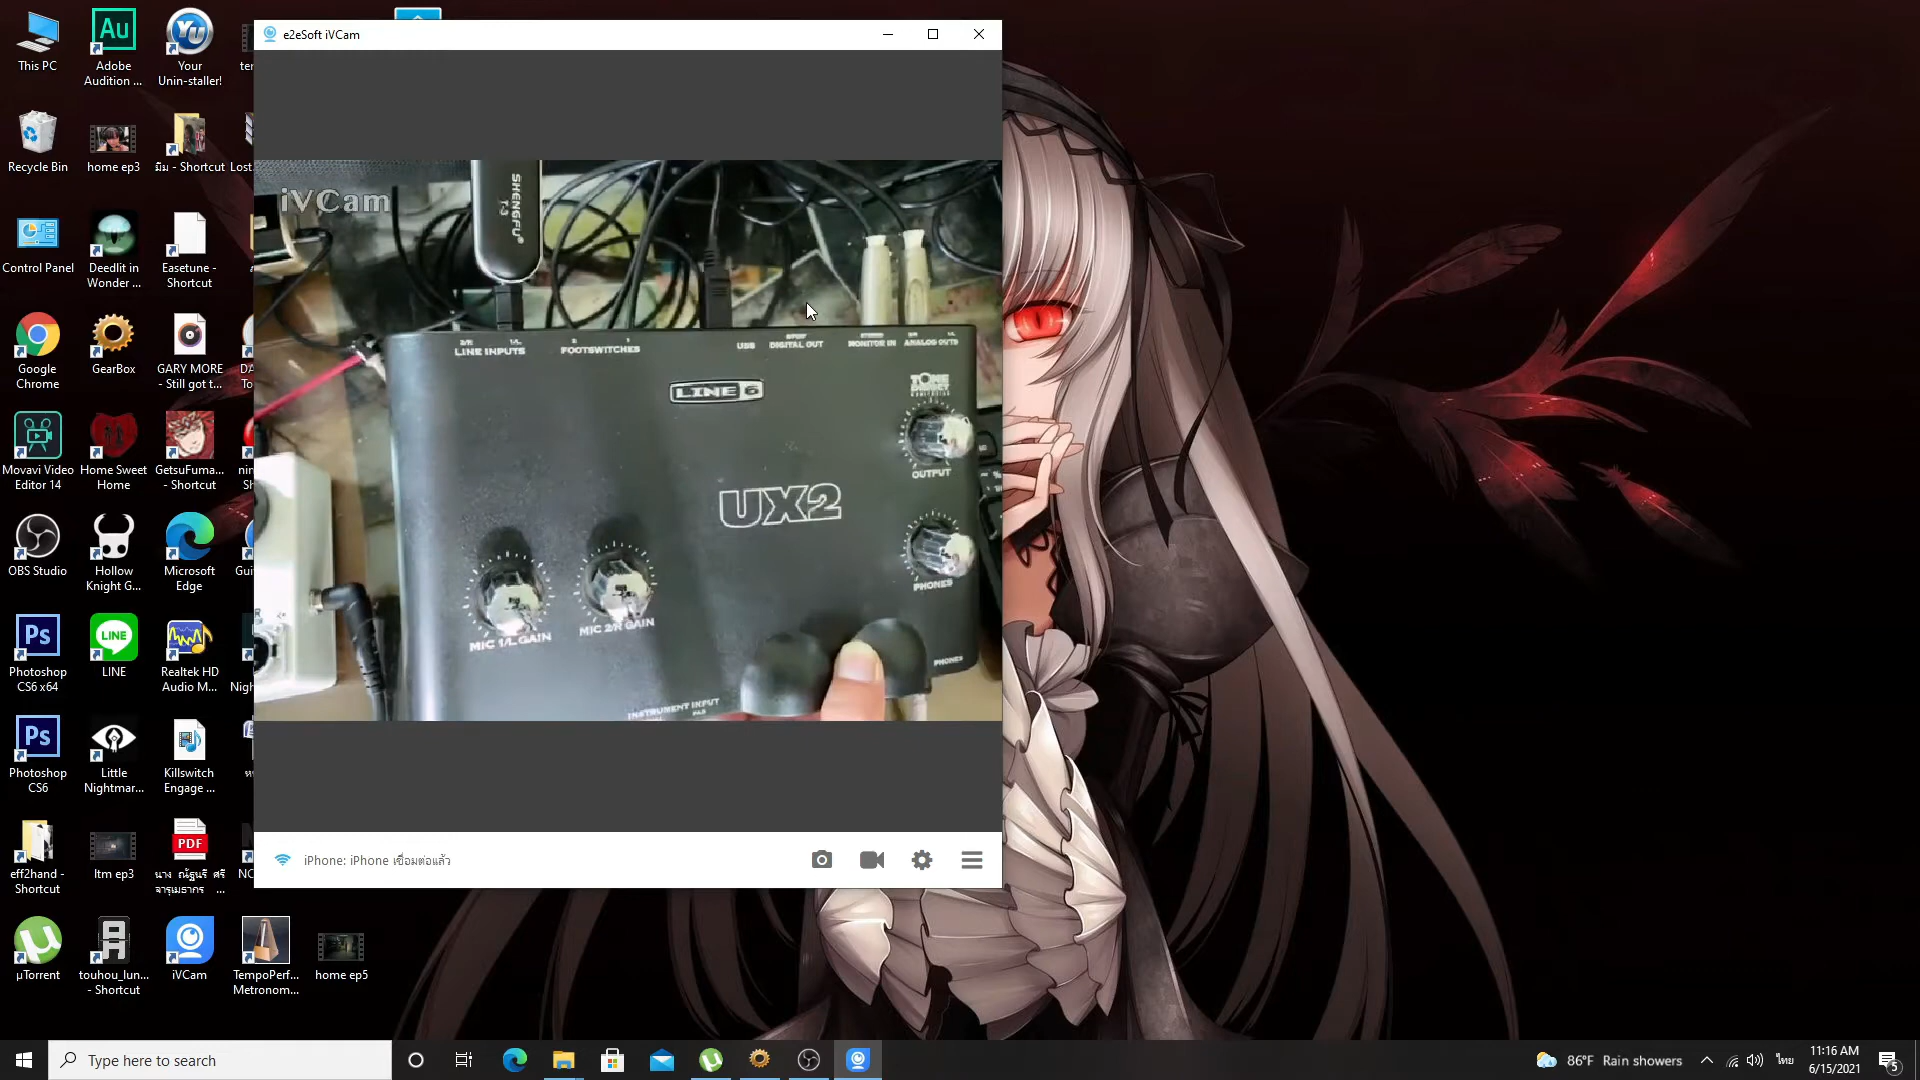 e2eSoft iVCam
iVCam
SHENGFU
T-3
LINE INPUTS
FOOTSWITCHES
USB
DIGITAL OUT
MONITOR IN
ANALOG OUTS
LINE 6
OUTPUT
UX2
PHONES
MIC 1/L GAIN
MIC 2/R GAIN
PHONES
INSTRUMENT INPUT
iPhone: iPhone เชื่อมต่อแล้ว
This PC
Adobe
Audition ...
Your
Unin-staller!
Recycle Bin
home ep3
มีม - Shortcut
Lost.
Control Panel
Deedlit in
Wonder ...
Easetune -
Shortcut
Google
Chrome
GearBox
GARY MORE
- Still got t...
Movavi Video
Editor 14
Home Sweet
Home
GetsuFuma...
- Shortcut
OBS Studio
Hollow
Knight G...
Microsoft
Edge
Photoshop
CS6 x64
LINE
Realtek HD
Audio M...
Photoshop
CS6
Little
Nightmar...
Killswitch
Engage ...
eff2hand -
Shortcut
ltm ep3
PDF
µTorrent
touhou_lun...
- Shortcut
iVCam
TempoPerf...
Metronom...
home ep5
Type here to search
86°F Rain showers
ไทย
11:16 AM
6/15/2021
5